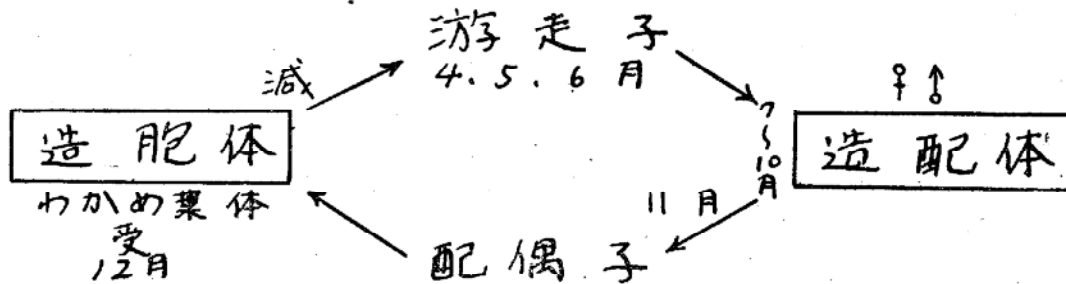 游走子
4.5.6月
減
♀♂
造胞体
7~10月
造配体
わかめ葉体
11月
受
12月
配偶子